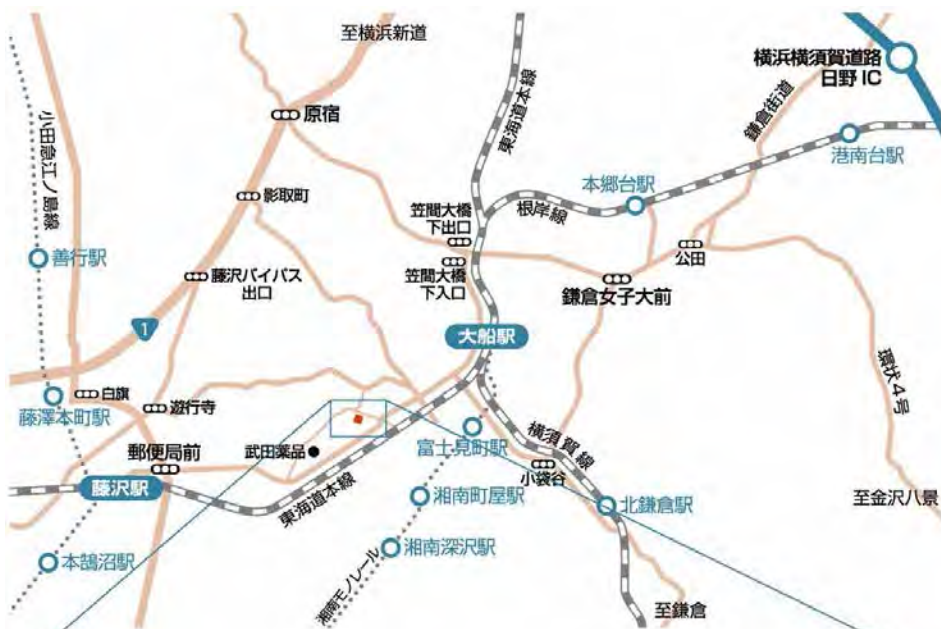 至横浜新道
東海道本線
横浜横須賀道路
日野 IC
鎌倉街道
原宿
小田急江ノ島線
港南台駅
本郷台駅
影取町
根岸線
笠間大橋
下出口
善行駅
公田
藤沢バイパス
出口
笠間大橋
下入口
鎌倉女子大前
1
大船駅
環状4号
白旗
藤澤本町駅
遊行寺
富士見町駅
横須賀線
郵便局前
武田薬品
小袋谷
藤沢駅
東海道本線
湘南町屋駅
北鎌倉駅
至金沢八景
本鵠沼駅
湘南深沢駅
湘南モノレール
至鎌倉